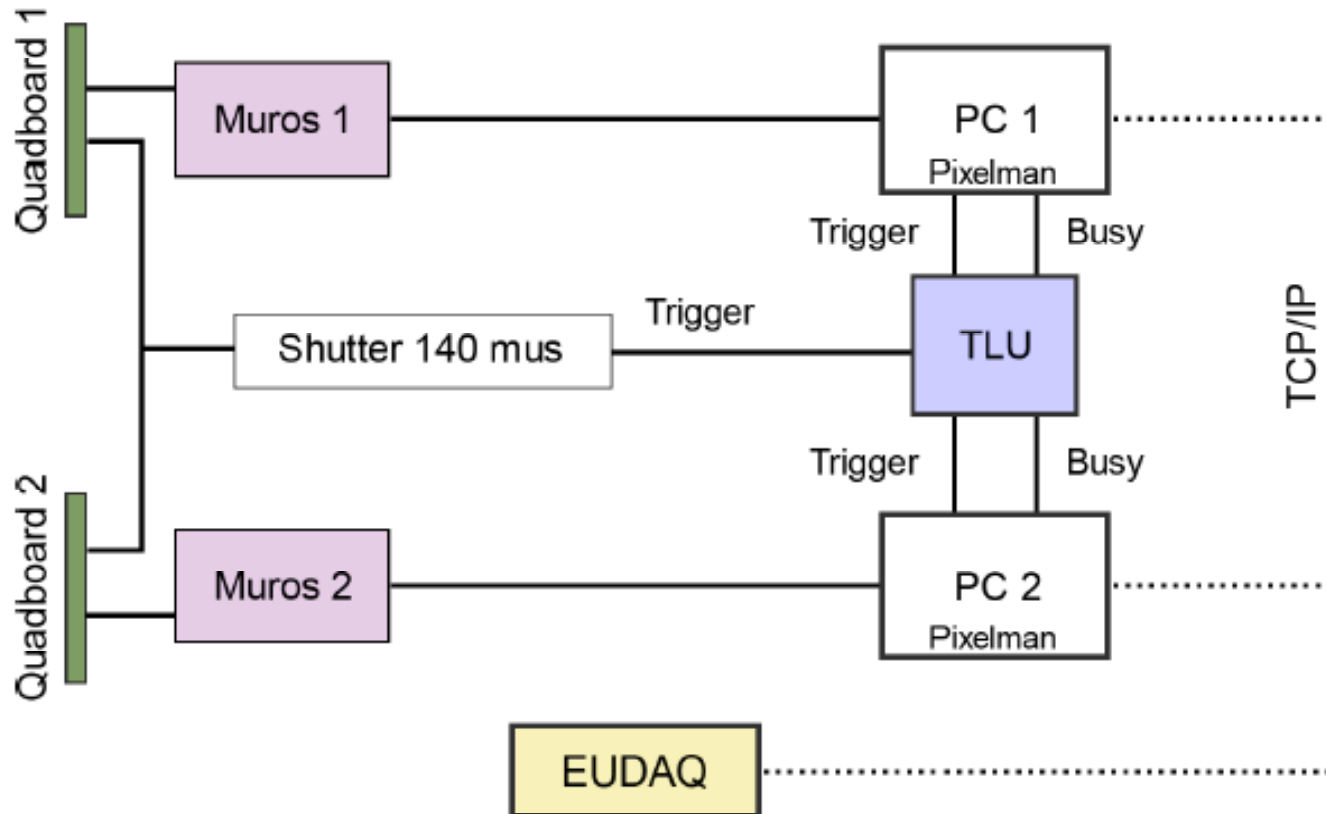 Quadboard 1
Muros 1
PC 1
Pixelman
Trigger
Busy
Trigger
Shutter 140 mus
TLU
TCP/IP
Trigger
Busy
Quadboard 2
Muros 2
PC 2
Pixelman
EUDAQ